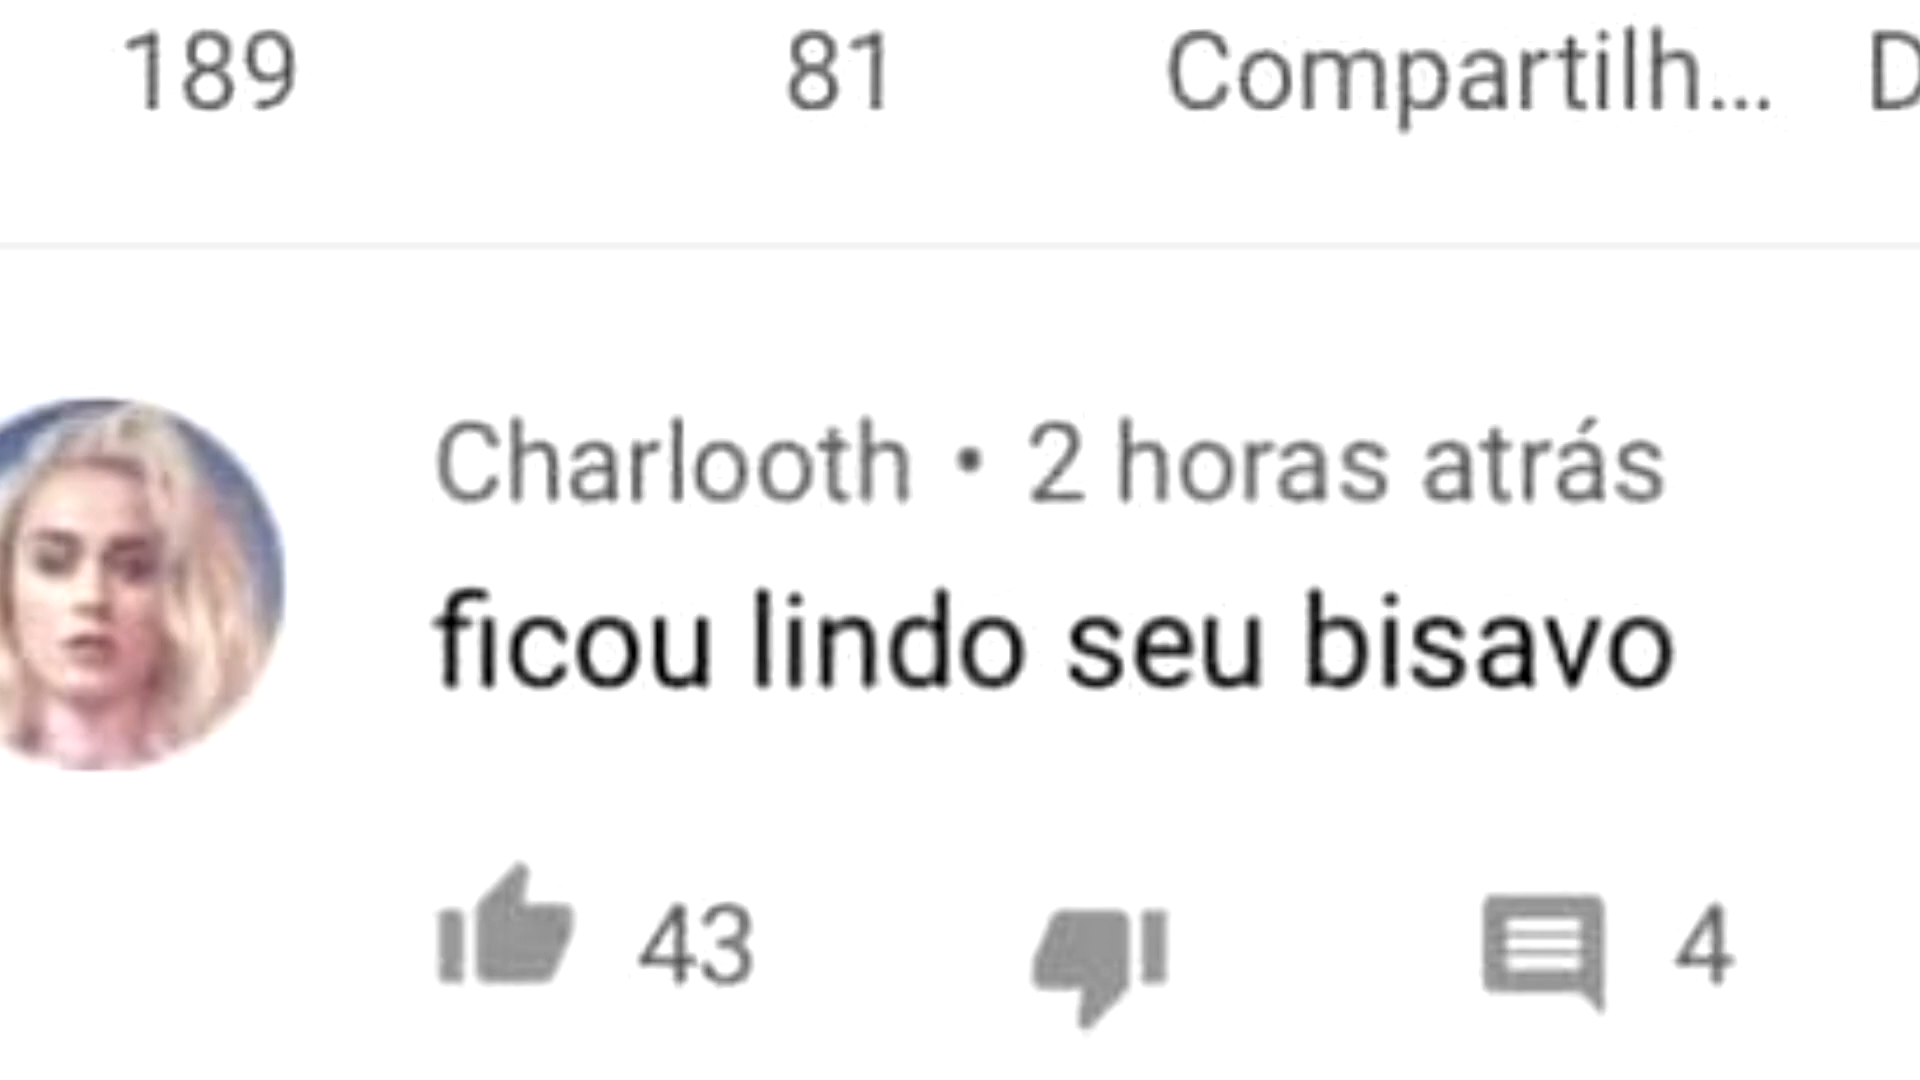 189 81 Compartilh... D
Charlooth • 2 horas atrás
ficou lindo seu bisavo
43 4